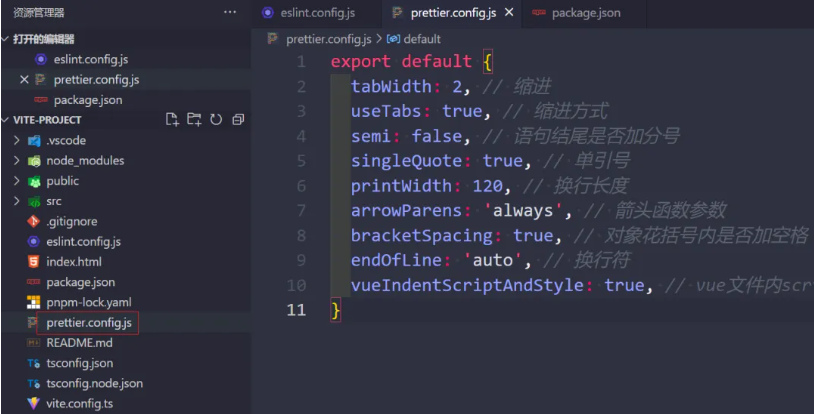 资源管理器 ...
打开的编辑器
eslint.config.js
prettier.config.js
package.json
VITE-PROJECT
.vscode
node_modules
public
src
.gitignore
eslint.config.js
index.html
package.json
pnpm-lock.yaml
prettier.config.js
README.md
tsconfig.json
tsconfig.node.json
vite.config.ts
eslint.config.js prettier.config.js package.json
prettier.config.js > default
1 export default {
2 tabWidth: 2, // 缩进
3 useTabs: true, // 缩进方式
4 semi: false, // 语句结尾是否加分号
5 singleQuote: true, // 单引号
6 printWidth: 120, // 换行长度
7 arrowParens: 'always', // 箭头函数参数
8 bracketSpacing: true, // 对象花括号内是否加空格
9 endOfLine: 'auto', // 换行符
10 vueIndentScriptAndStyle: true, // vue文件内scr
11 }